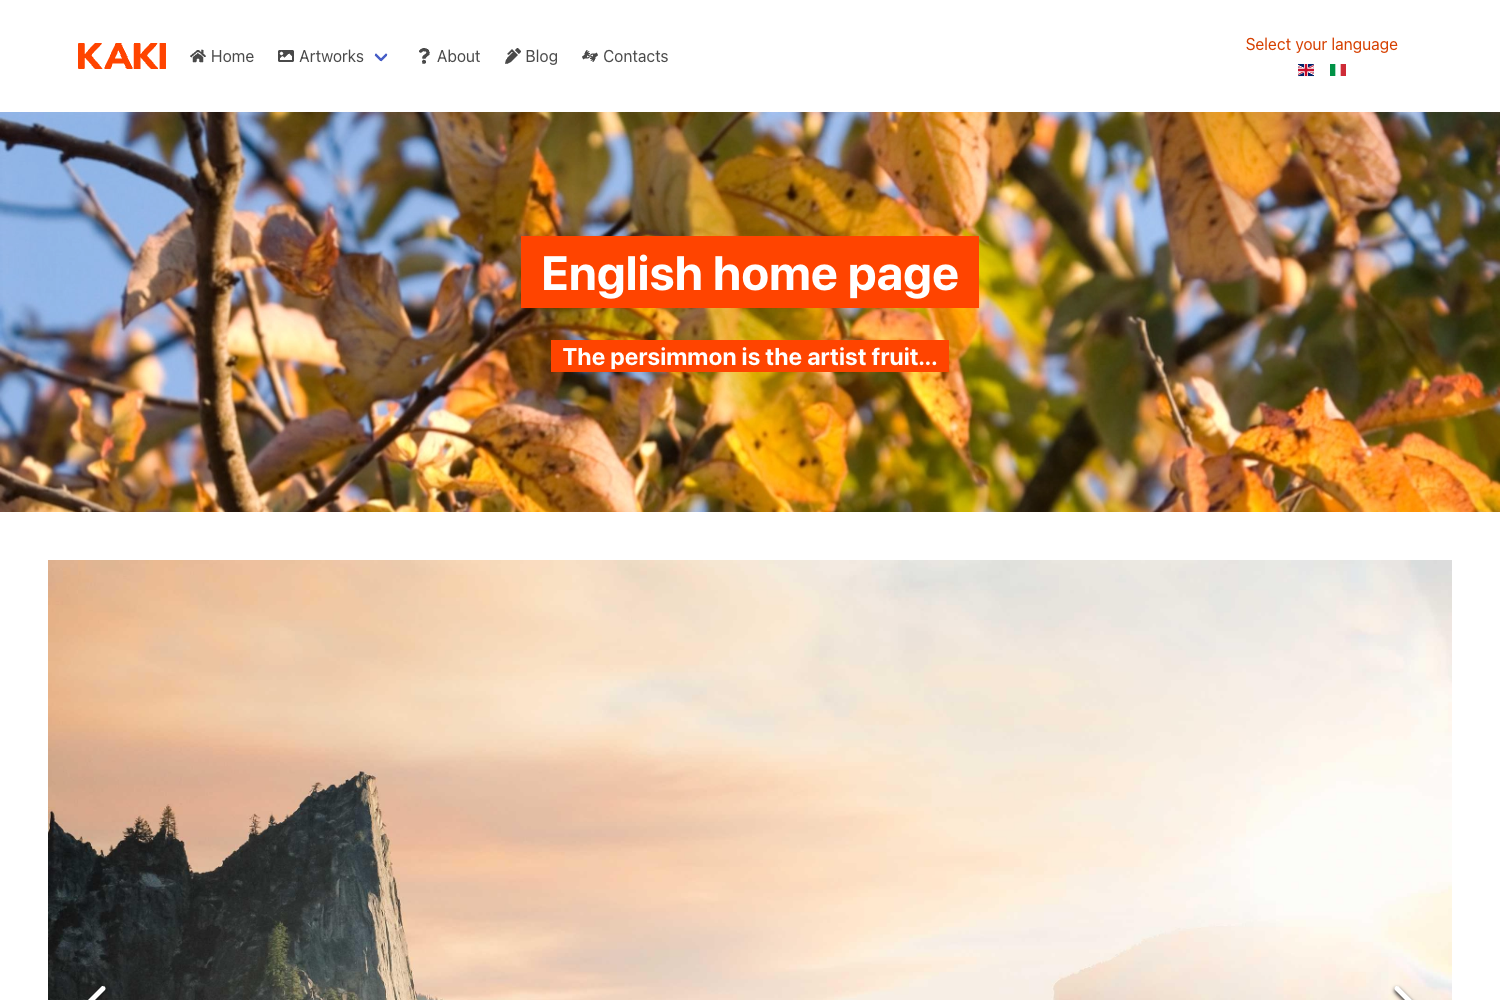 KAKI
Home
Artworks
About
Blog
Contacts
Select your language
English home page
The persimmon is the artist fruit...